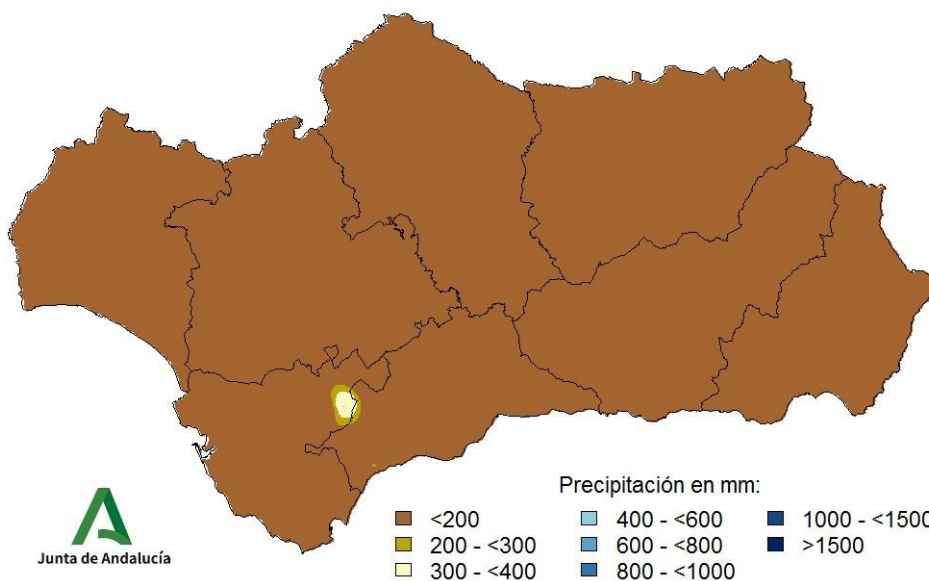 Precipitación en mm:
<200 400 - <600 1000 - <1500
200 - <300 600 - <800 >1500
300 - <400 800 - <1000
Junta de Andalucía